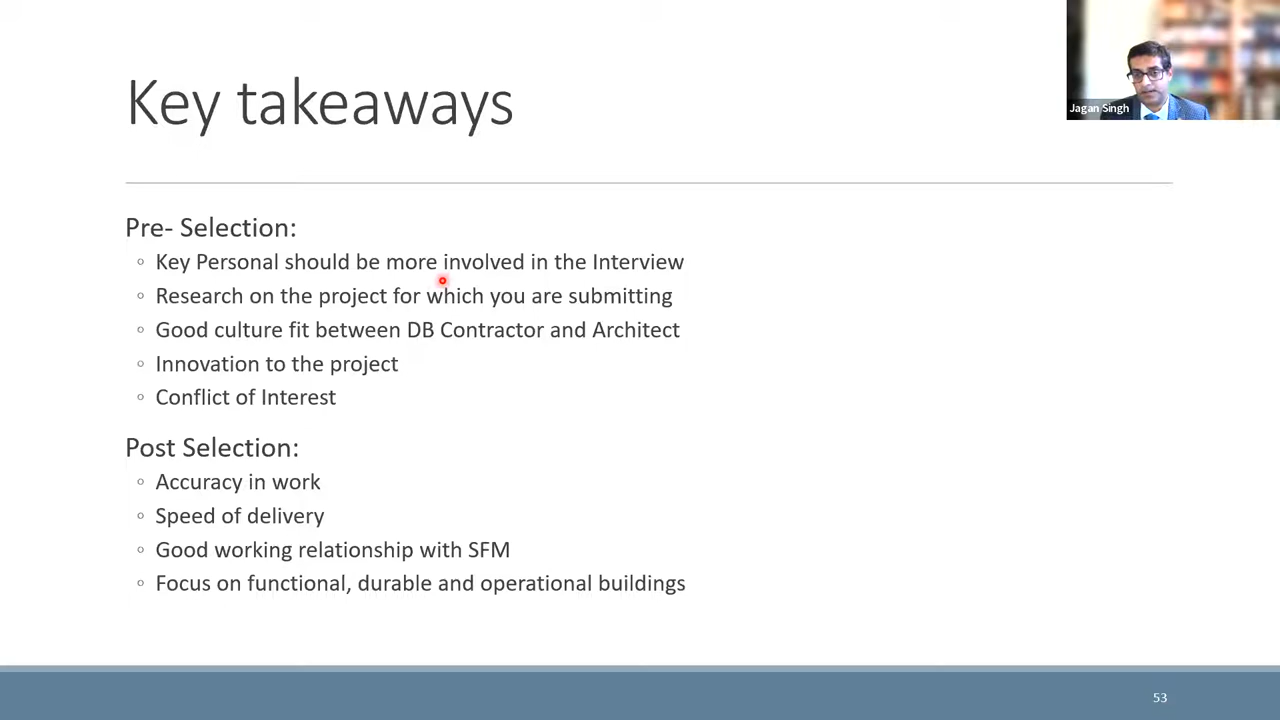 Key takeaways
Jagan Singh
Pre- Selection:
◦ Key Personal should be more involved in the Interview
◦ Research on the project for which you are submitting
◦ Good culture fit between DB Contractor and Architect
◦ Innovation to the project
◦ Conflict of Interest
Post Selection:
◦ Accuracy in work
◦ Speed of delivery
◦ Good working relationship with SFM
◦ Focus on functional, durable and operational buildings
53